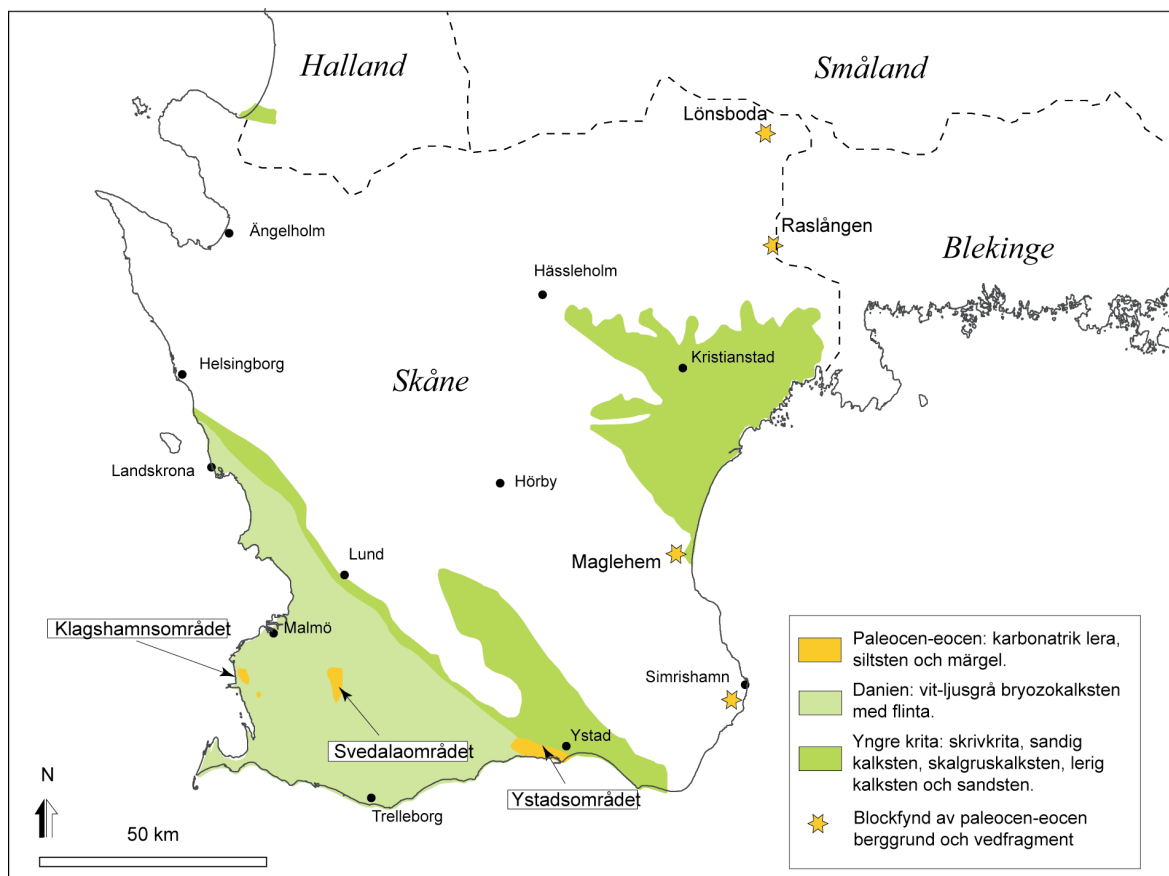 Halland
Småland
Lönsboda
Raslången
Blekinge
Ängelholm
Hässleholm
Kristianstad
Helsingborg
Skåne
Landskrona
Hörby
Maglehem
Lund
Klagshamnsområdet
Malmö
Simrishamn
Svedalaområdet
Ystad
Ystadsområdet
Trelleborg
N
50 km
Paleocen-eocen: karbonatrik lera,
siltsten och märgel.
Danien: vit-ljusgrå bryozokalksten
med flinta.
Yngre krita: skrivkrita, sandig
kalksten, skalgruskalksten, lerig
kalksten och sandsten.
Blockfynd av paleocen-eocen
berggrund och vedfragment